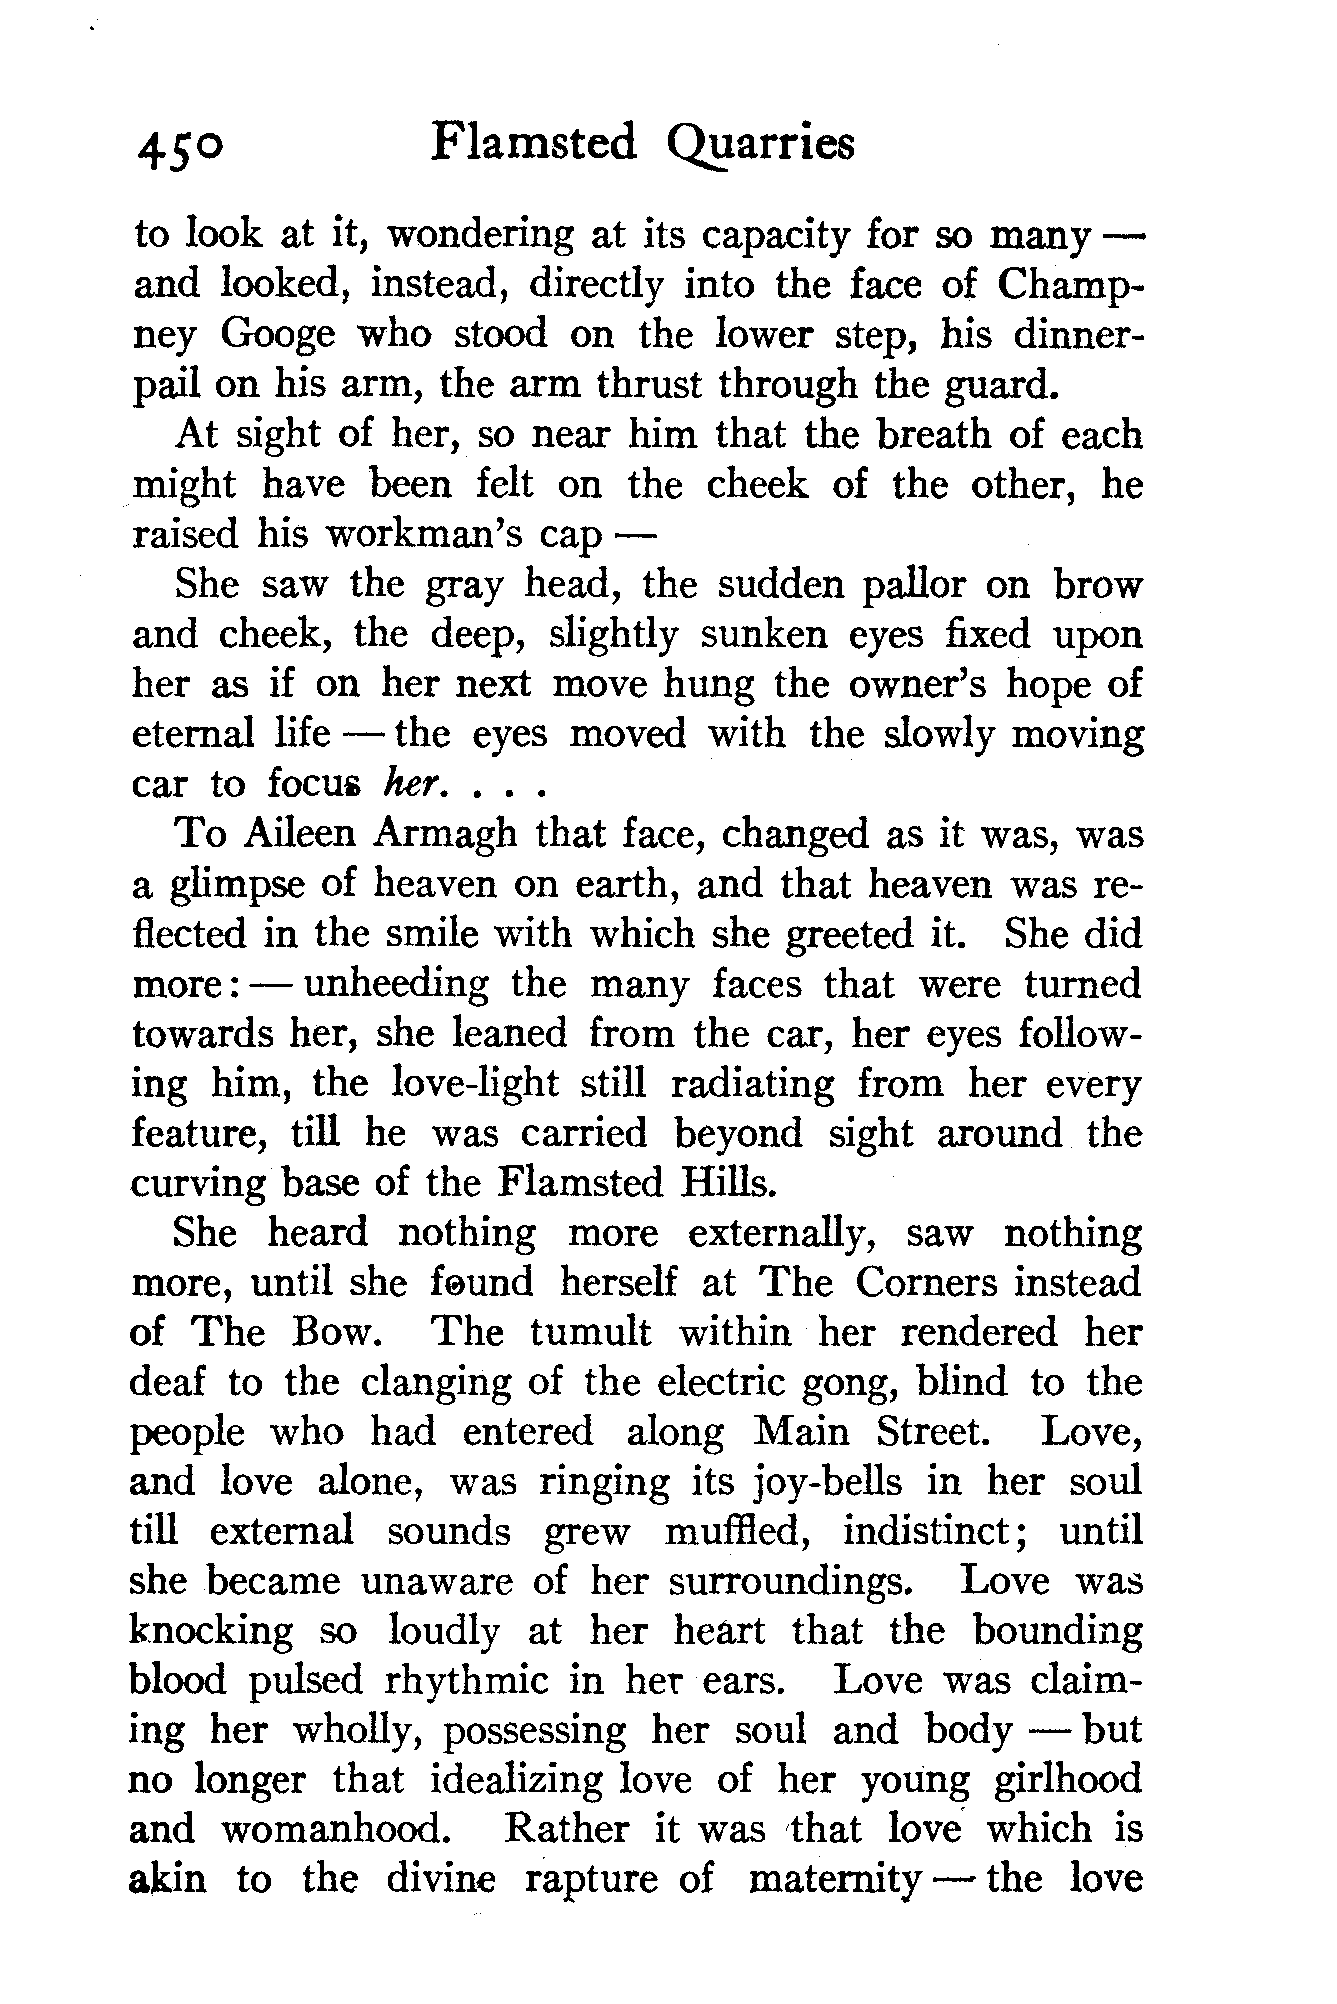 450 Flamsted Quarries
to look at it, wondering at its capacity for so many —
and looked, instead, directly into the face of Champ-
ney Googe who stood on the lower step, his dinner-
pail on his arm, the arm thrust through the guard.
At sight of her, so near him that the breath of each
might have been felt on the cheek of the other, he
raised his workman's cap —
She saw the gray head, the sudden pallor on brow
and cheek, the deep, slightly sunken eyes fixed upon
her as if on her next move hung the owner's hope of
eternal life — the eyes moved with the slowly moving
car to focus her. . . .
To Aileen Armagh that face, changed as it was, was
a glimpse of heaven on earth, and that heaven was re-
flected in the smile with which she greeted it. She did
more: — unheeding the many faces that were turned
towards her, she leaned from the car, her eyes follow-
ing him, the love-light still radiating from her every
feature, till he was carried beyond sight around the
curving base of the Flamsted Hills.
She heard nothing more externally, saw nothing
more, until she found herself at The Corners instead
of The Bow. The tumult within her rendered her
deaf to the clanging of the electric gong, blind to the
people who had entered along Main Street. Love,
and love alone, was ringing its joy-bells in her soul
till external sounds grew muffled, indistinct; until
she became unaware of her surroundings. Love was
knocking so loudly at her heart that the bounding
blood pulsed rhythmic in her ears. Love was claim-
ing her wholly, possessing her soul and body — but
no longer that idealizing love of her young girlhood
and womanhood. Rather it was that love which is
akin to the divine rapture of maternity — the love